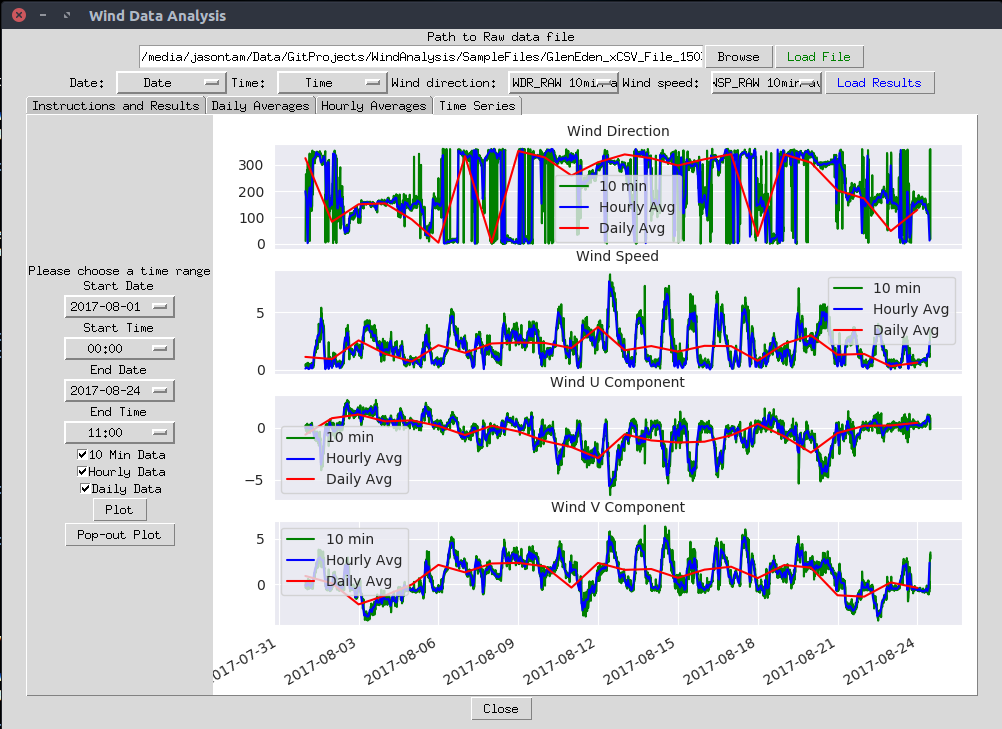 Wind Data Analysis
Path to Raw data file
/media/jasontam/Data/GitProjects/WindAnalysis/SampleFiles/GlenEden_xCSV_File_150 Browse Load File
Date: Date Time: Time Wind direction: WDR_RAW 10min Wind speed: WSP_RAW 10min Load Results
Instructions and Results Daily Averages Hourly Averages Time Series
Please choose a time range
Start Date
2017-08-01
Start Time
00:00
End Date
2017-08-24
End Time
11:00
10 Min Data
Hourly Data
Daily Data
Plot
Pop-out Plot
Wind Direction
300
200
100
0
10 min
Hourly Avg
Daily Avg
Wind Speed
5
0
10 min
Hourly Avg
Daily Avg
Wind U Component
0
−5
10 min
Hourly Avg
Daily Avg
Wind V Component
5
0
10 min
Hourly Avg
Daily Avg
2017-07-31 2017-08-03 2017-08-06 2017-08-09 2017-08-12 2017-08-15 2017-08-18 2017-08-21 2017-08-24
Close